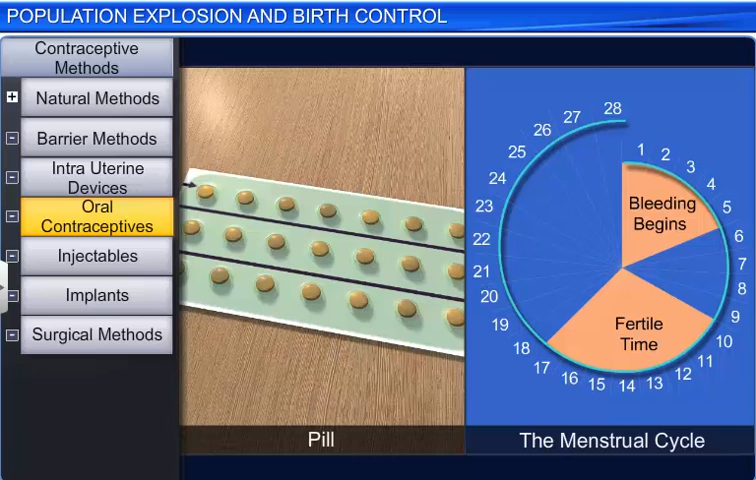 POPULATION EXPLOSION AND BIRTH CONTROL
Contraceptive
Methods
Natural Methods
Barrier Methods
Intra Uterine
Devices
Oral
Contraceptives
Injectables
Implants
Surgical Methods
Pill
28
27
26
25
24
23
22
21
20
19
18
17
16
15
14
13
12
11
10
9
8
7
6
5
4
3
2
1
Bleeding
Begins
Fertile
Time
The Menstrual Cycle